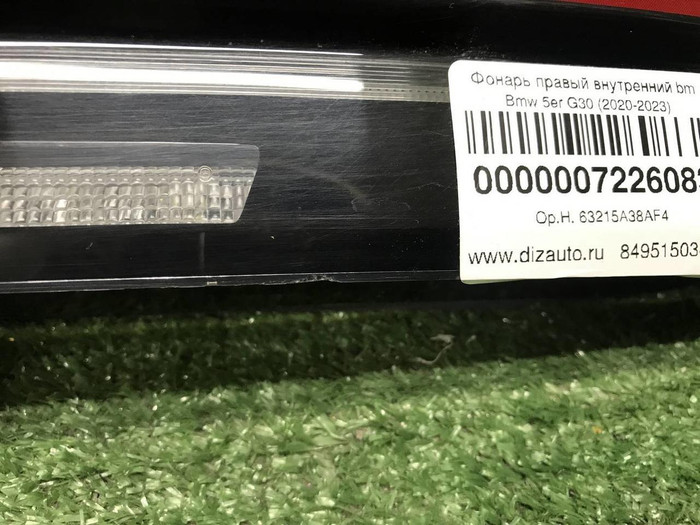 Фонарь правый внутренний bm
Bmw 5er G30 (2020-2023)
000000722608
Ор.Н. 63215A38AF4
www.dizauto.ru 84951503